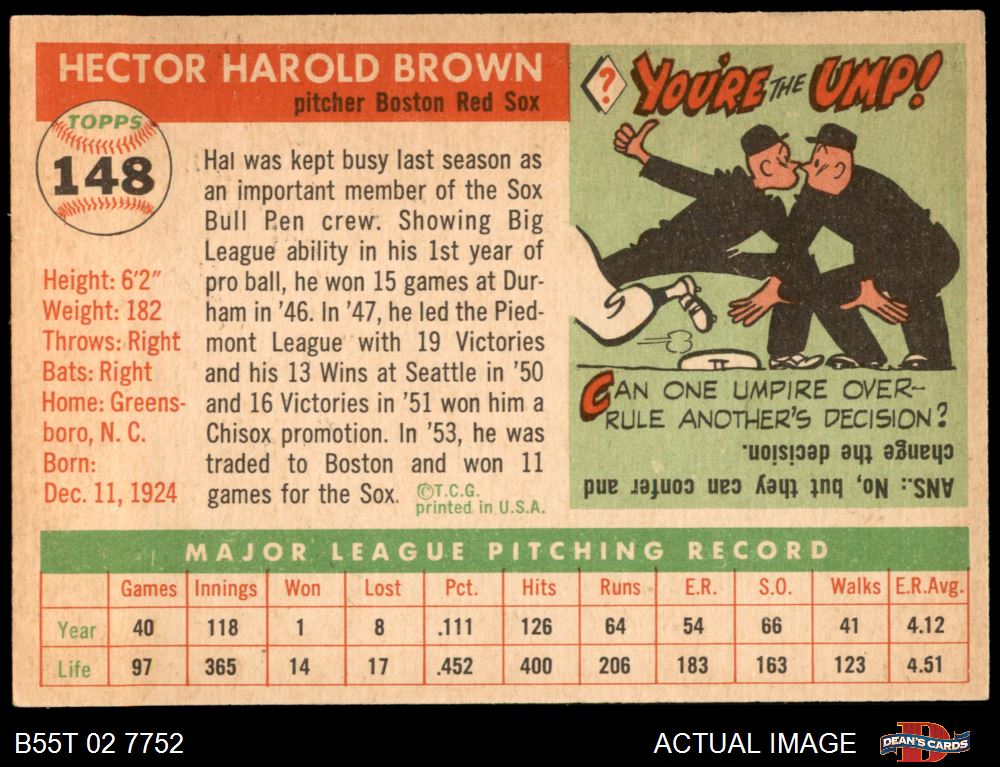 HECTOR HAROLD BROWN
pitcher Boston Red Sox
TOPPS
148
Hal was kept busy last season as
an important member of the Sox
Bull Pen crew. Showing Big
League ability in his 1st year of
pro ball, he won 15 games at Dur-
ham in '46. In '47, he led the Pied-
mont League with 19 Victories
and his 13 Wins at Seattle in '50
and 16 Victories in '51 won him a
Chisox promotion. In '53, he was
traded to Boston and won 11
games for the Sox.
©T.C.G.
printed in U.S.A.
Height: 6'2"
Weight: 182
Throws: Right
Bats: Right
Home: Greens-
boro, N. C.
Born:
Dec. 11, 1924
? YOU'RE THE UMP!
II
CAN ONE UMPIRE OVER-
RULE ANOTHER'S DECISION?
ANS.: No, but they can confer and
change the decision.
MAJOR LEAGUE PITCHING RECORD
Games Innings Won Lost Pct. Hits Runs E.R. S.O. Walks E.R.Avg.
Year 40 118 1 8 .111 126 64 54 66 41 4.12
Life 97 365 14 17 .452 400 206 183 163 123 4.51
B55T 02 7752
ACTUAL IMAGE
D
DEAN'S CARDS